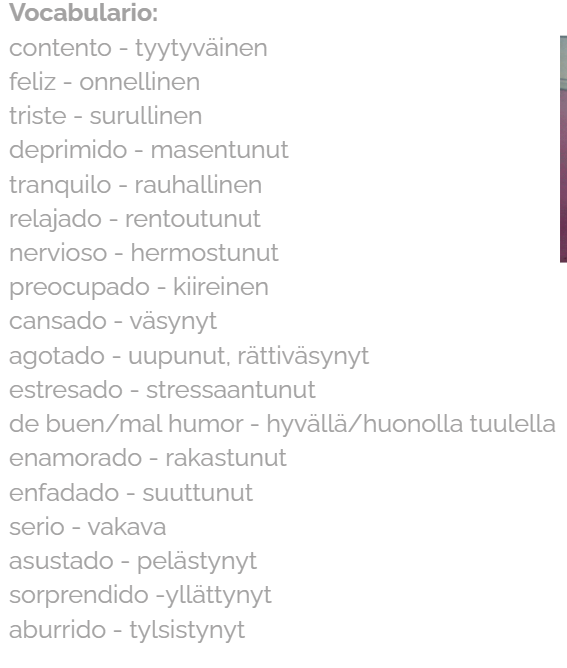 Vocabulario:
contento - tyytyväinen
feliz - onnellinen
triste - surullinen
deprimido - masentunut
tranquilo - rauhallinen
relajado - rentoutunut
nervioso - hermostunut
preocupado - kiireinen
cansado - väsynyt
agotado - uupunut, rättiväsynyt
estresado - stressaantunut
de buen/mal humor - hyvällä/huonolla tuulella
enamorado - rakastunut
enfadado - suuttunut
serio - vakava
asustado - pelästynyt
sorprendido -yllättynyt
aburrido - tylsistynyt